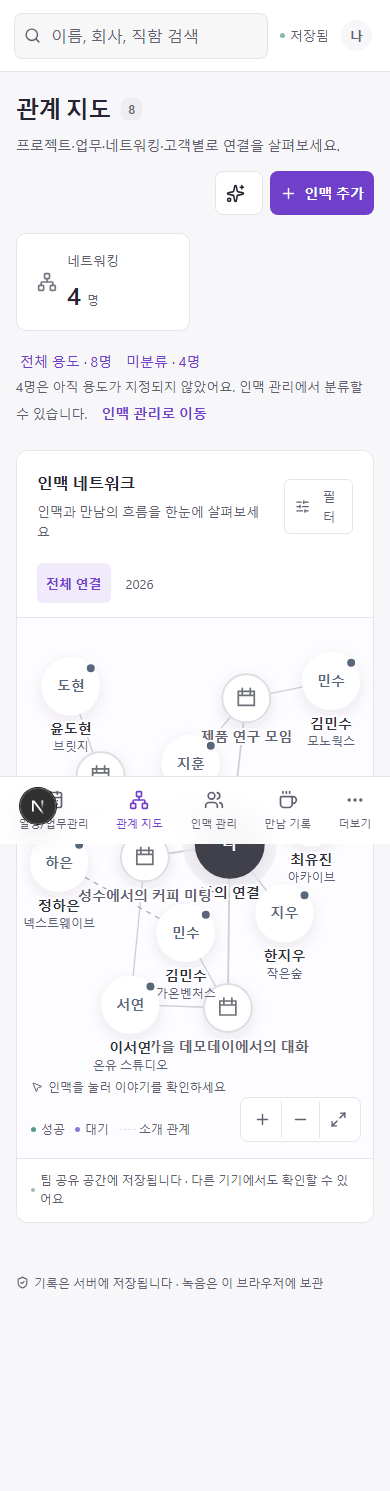 이름, 회사, 직함 검색
저장됨
나
관계 지도 8
프로젝트·업무·네트워킹·고객별로 연결을 살펴보세요.
인맥 추가
네트워킹
4 명
전체 용도 · 8명 미분류 · 4명
4명은 아직 용도가 지정되지 않았어요. 인맥 관리에서 분류할
수 있습니다. 인맥 관리로 이동
인맥 네트워크
인맥과 만남의 흐름을 한눈에 살펴보세
요
필
터
전체 연결 2026
도현
윤도현
브릿지
민수
김민수
모노웍스
제품 연구 모임
지훈
N
관계 지도
인맥 관리
만남 기록
더보기
하은
정하은
넥스트웨이브
성수에서의 커피 미팅
의 연결
최유진
아카이브
민수
김민수
가온벤처스
지우
한지우
작은숲
서연
이서연
온유 스튜디오
가을 데모데이에서의 대화
인맥을 눌러 이야기를 확인하세요
성공 대기 소개 관계
팀 공유 공간에 저장됩니다 · 다른 기기에서도 확인할 수 있
어요
기록은 서버에 저장됩니다 · 녹음은 이 브라우저에 보관